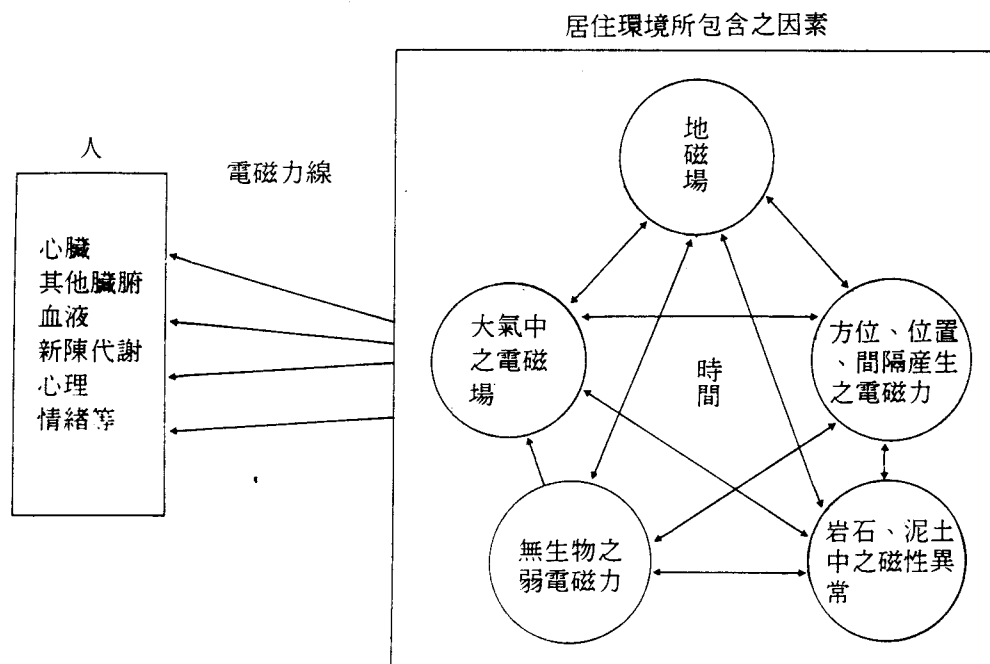 居住環境所包含之因素
人
電磁力線
心臟
其他臟腑
血液
新陳代謝
心理
情緒等
地
磁
場
大氣中
之電磁
場
方位、位置
、間隔産生
之電磁力
時
間
無生物之
弱電磁力
岩石、泥土
中之磁性異
常